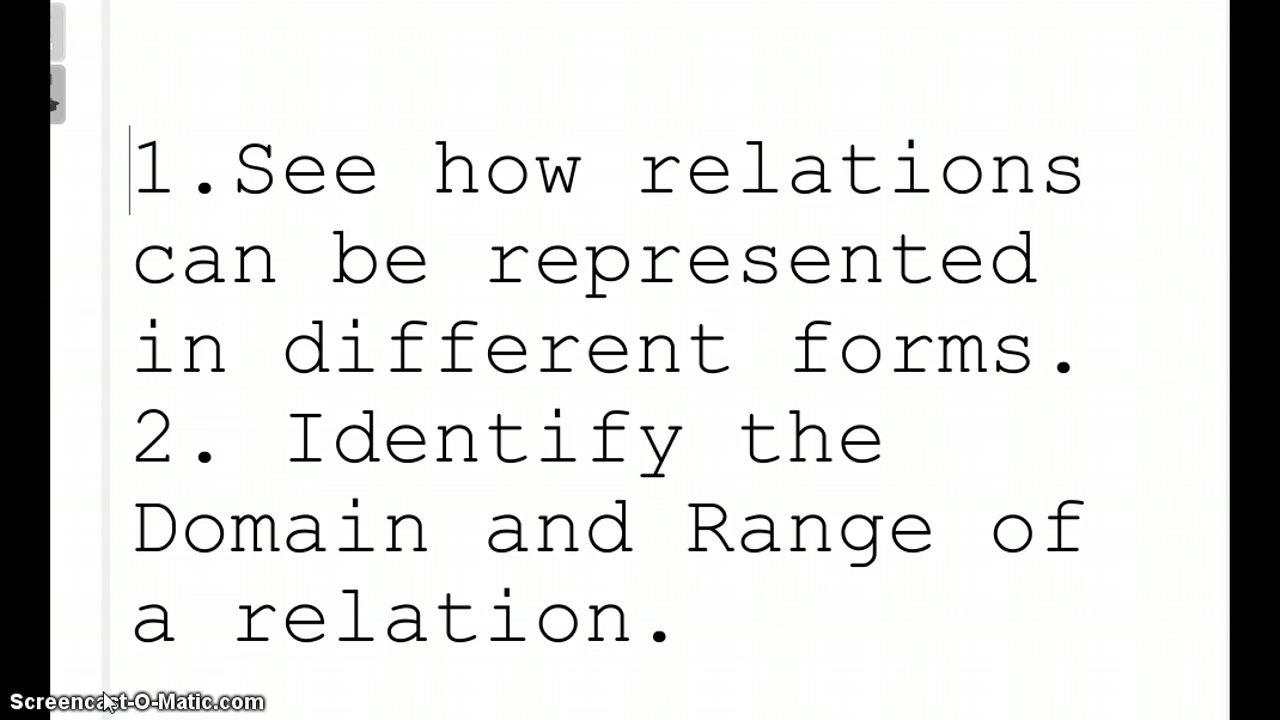 1.See how relations
can be represented
in different forms.
2. Identify the
Domain and Range of
a relation.
Screencast-O-Matic.com